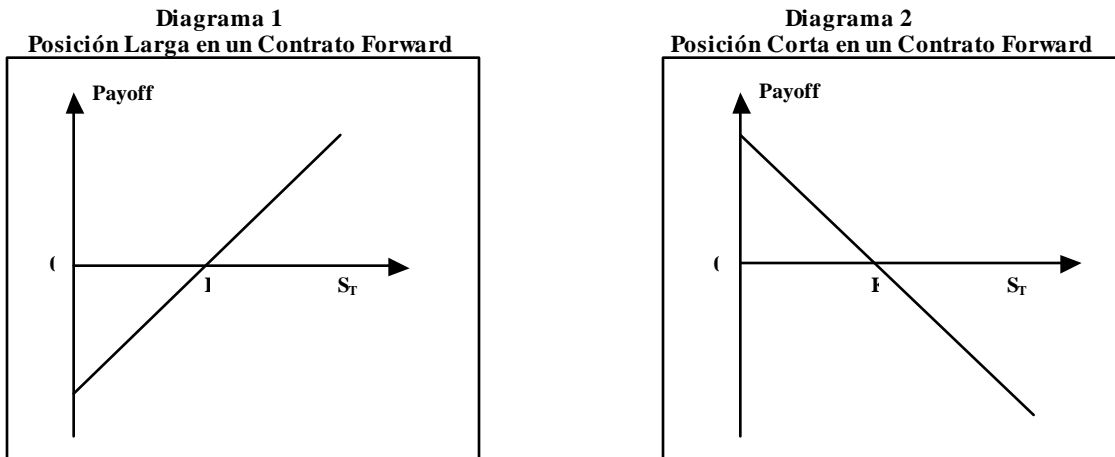 Diagrama 1
Posición Larga en un Contrato Forward
Payoff
S_T
Diagrama 2
Posición Corta en un Contrato Forward
Payoff
S_T